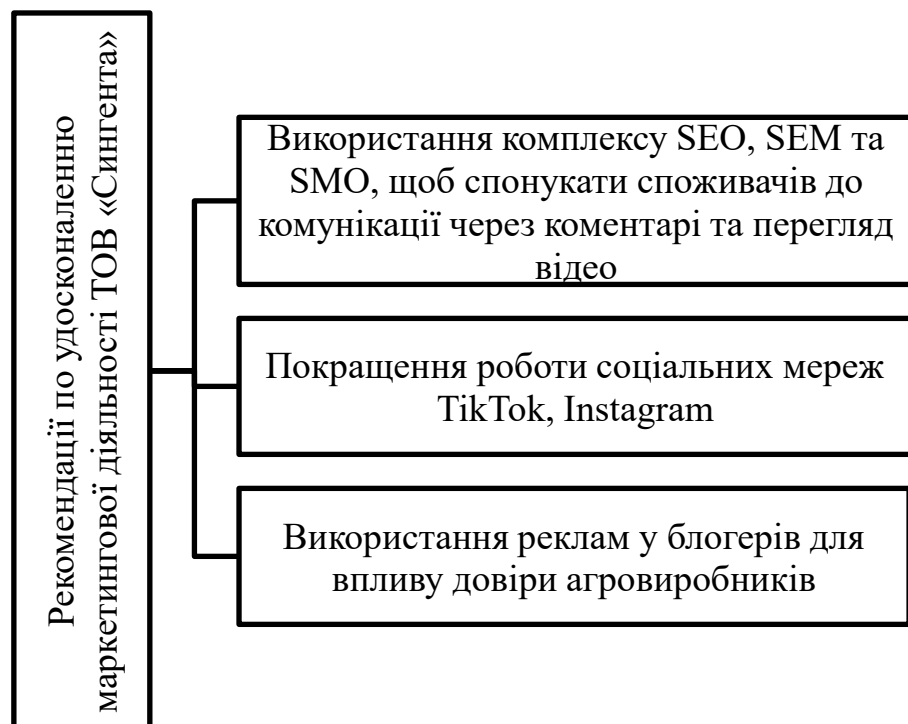 Рекомендації по удосконаленню
маркетингової діяльності ТОВ «Сингента»
Використання комплексу SEO, SEM та
SMO, щоб спонукати споживачів до
комунікації через коментарі та перегляд
відео
Покращення роботи соціальних мереж
TikTok, Instagram
Використання реклам у блогерів для
впливу довіри агровиробників